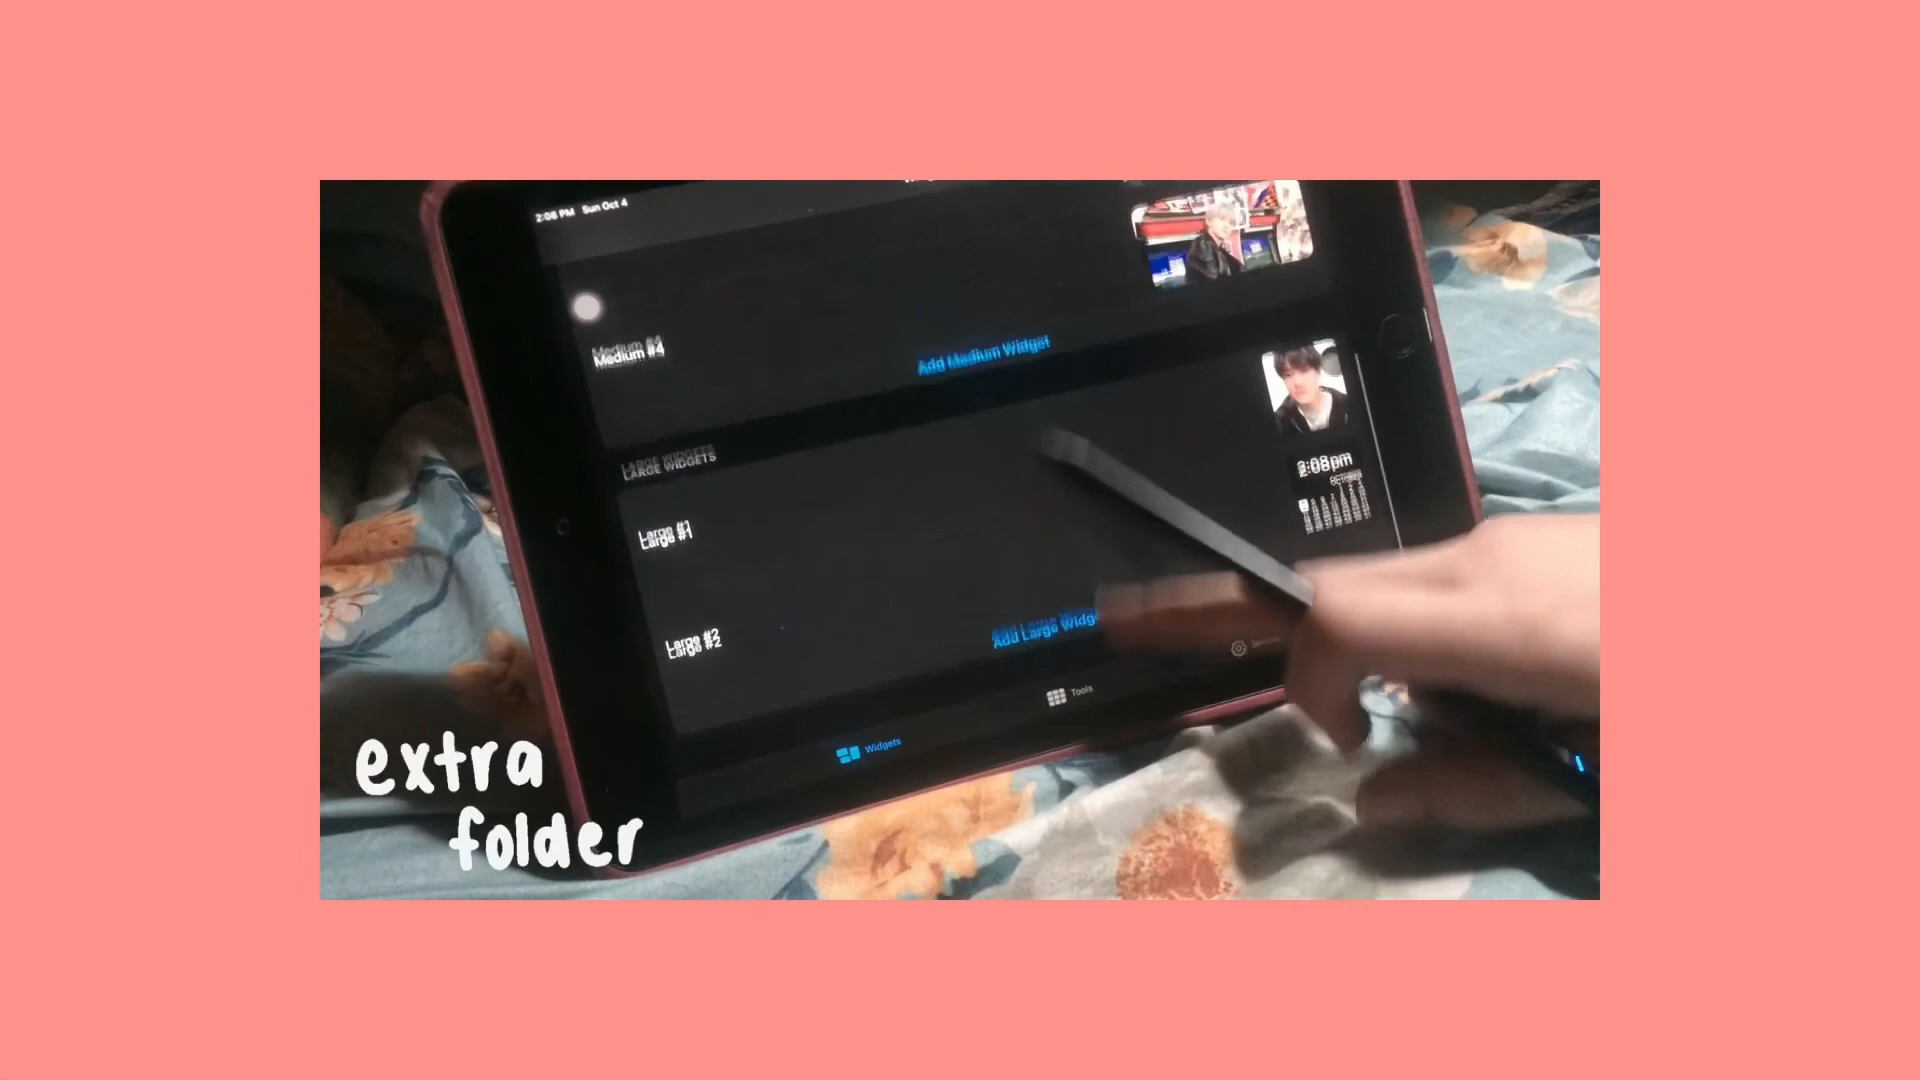 2:08 PM Sun Oct 4
Medium #4
Add Medium Widget
LARGE WIDGETS
2:08pm
OCTOBER
Large #1
Large #2
Add Large Widg
Tools
Widgets
extra
folder